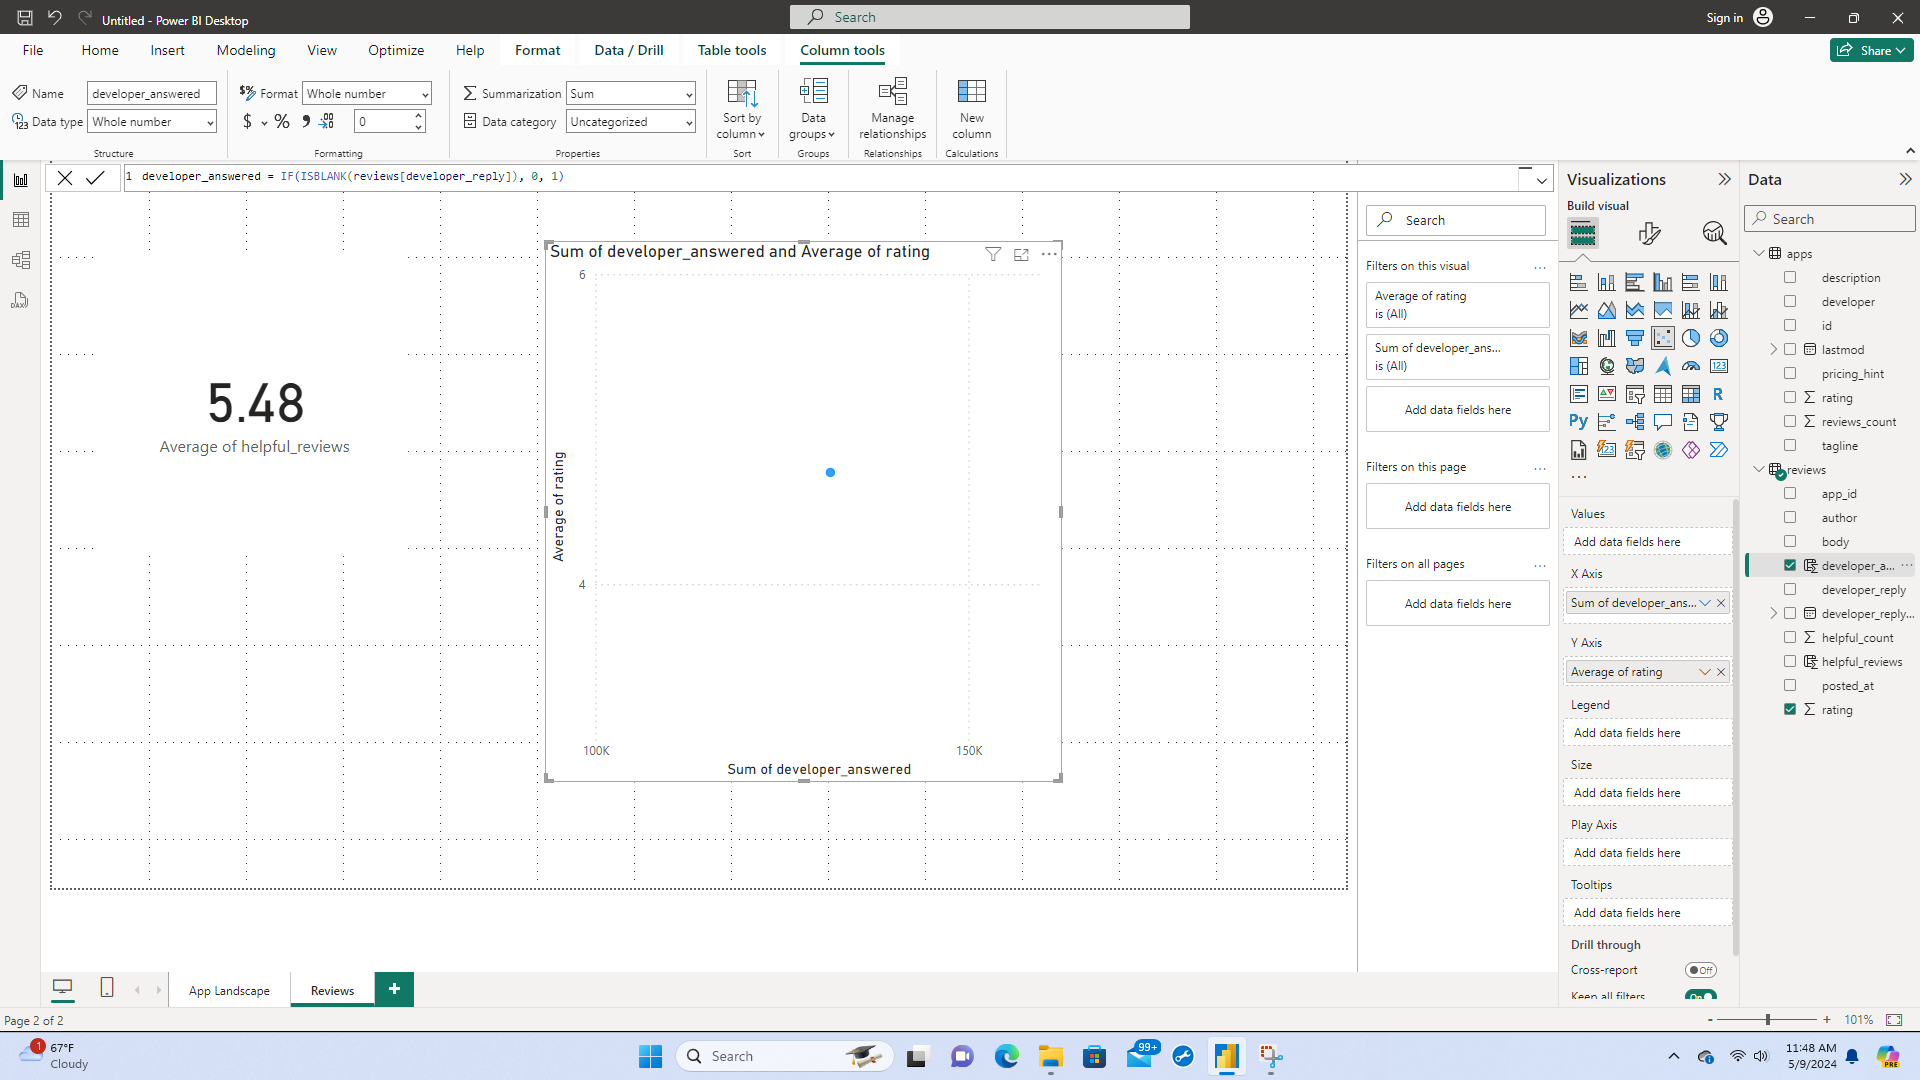 Untitled - Power BI Desktop
Search
Sign in
File
Home
Insert
Modeling
View
Optimize
Help
Format
Data / Drill
Table tools
Column tools
Share
Name
developer_answered
Data type
Whole number
Structure
Format
Whole number
$ % 0
Formatting
Summarization
Sum
Data category
Uncategorized
Properties
Sort by
column
Sort
Data
groups
Groups
Manage
relationships
Relationships
New
column
Calculations
1 developer_answered = IF(ISBLANK(reviews[developer_reply]), 0, 1)
5.48
Average of helpful_reviews
Sum of developer_answered and Average of rating
6
4
Average of rating
100K
150K
Sum of developer_answered
Search
Filters on this visual
Average of rating
is (All)
Sum of developer_ans...
is (All)
Add data fields here
Filters on this page
Add data fields here
Filters on all pages
Add data fields here
Visualizations
Build visual
R
Py
123
Values
Add data fields here
X Axis
Sum of developer_ans...
Y Axis
Average of rating
Legend
Add data fields here
Size
Add data fields here
Play Axis
Add data fields here
Tooltips
Add data fields here
Drill through
Cross-report
Off
Keep all filters
On
Data
Search
apps
description
developer
id
lastmod
pricing_hint
rating
reviews_count
tagline
reviews
app_id
author
body
developer_a...
developer_reply
developer_reply...
helpful_count
helpful_reviews
posted_at
rating
App Landscape
Reviews
Page 2 of 2
101%
1
67°F
Cloudy
Search
99+
11:48 AM
5/9/2024
PRE